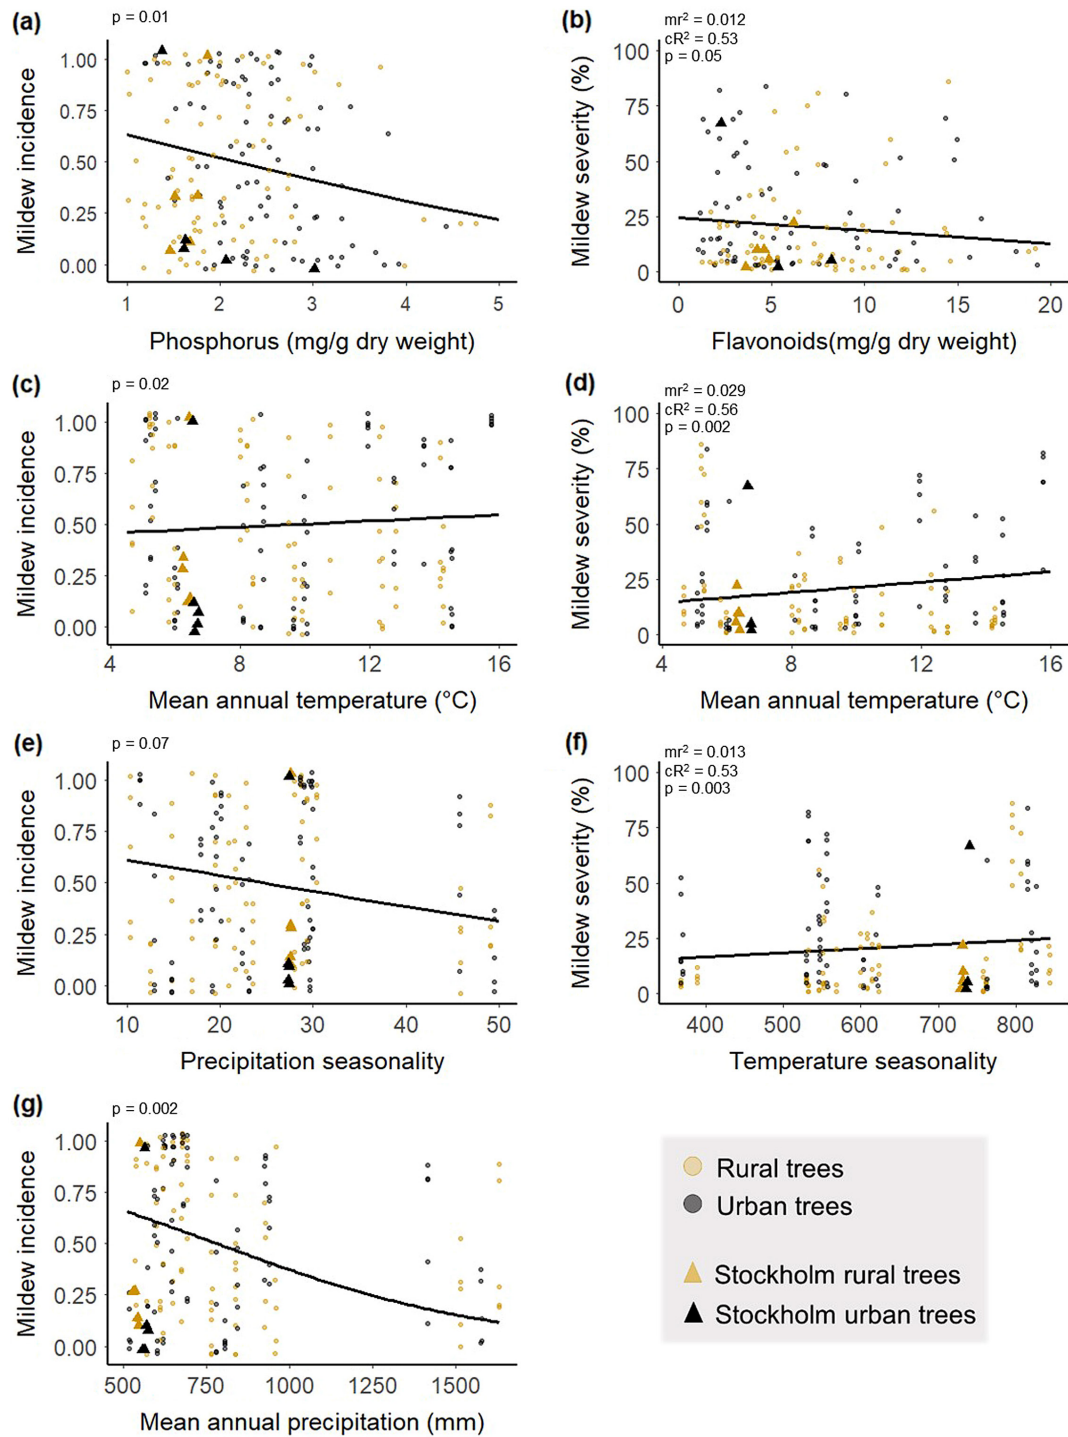 (a)
p = 0.01
Mildew incidence
1.00
0.75
0.50
0.25
0.00
1 2 3 4 5
Phosphorus (mg/g dry weight)
(b)
mr² = 0.012
cR² = 0.53
p = 0.05
Mildew severity (%)
100
75
50
25
0
0 5 10 15 20
Flavonoids(mg/g dry weight)
(c)
p = 0.02
Mildew incidence
1.00
0.75
0.50
0.25
0.00
4 8 12 16
Mean annual temperature (°C)
(d)
mr² = 0.029
cR² = 0.56
p = 0.002
Mildew severity (%)
100
75
50
25
0
4 8 12 16
Mean annual temperature (°C)
(e)
p = 0.07
Mildew incidence
1.00
0.75
0.50
0.25
0.00
10 20 30 40 50
Precipitation seasonality
(f)
mr² = 0.013
cR² = 0.53
p = 0.003
Mildew severity (%)
100
75
50
25
0
400 500 600 700 800
Temperature seasonality
(g)
p = 0.002
Mildew incidence
1.00
0.75
0.50
0.25
0.00
500 750 1000 1250 1500
Mean annual precipitation (mm)
Rural trees
Urban trees
Stockholm rural trees
Stockholm urban trees